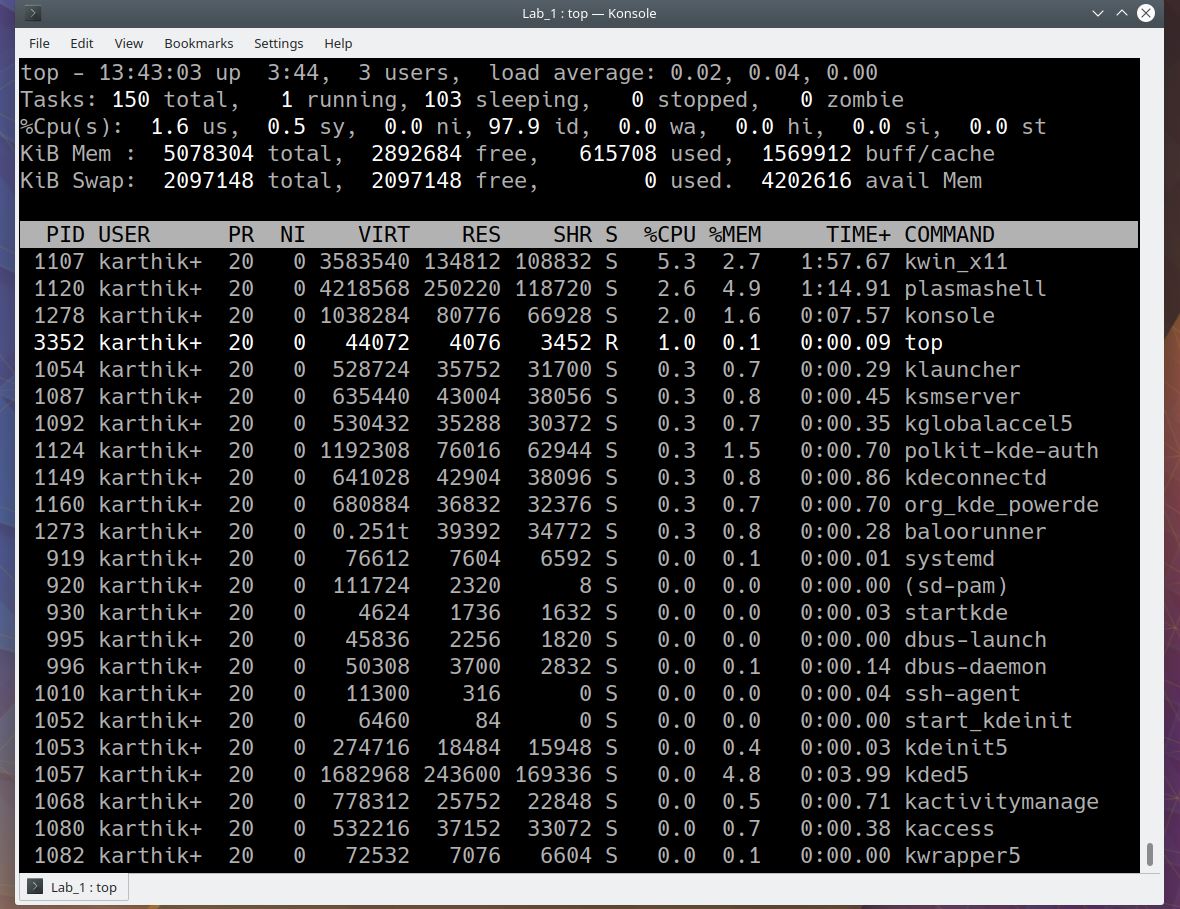 Lab_1 : top — Konsole
File Edit View Bookmarks Settings Help
top - 13:43:03 up  3:44,  3 users,  load average: 0.02, 0.04, 0.00
Tasks: 150 total,   1 running, 103 sleeping,   0 stopped,   0 zombie
%Cpu(s):  1.6 us,  0.5 sy,  0.0 ni, 97.9 id,  0.0 wa,  0.0 hi,  0.0 si,  0.0 st
KiB Mem :  5078304 total,  2892684 free,   615708 used,  1569912 buff/cache
KiB Swap:  2097148 total,  2097148 free,        0 used.  4202616 avail Mem
  PID USER      PR  NI    VIRT    RES    SHR S  %CPU %MEM     TIME+ COMMAND
 1107 karthik+  20   0 3583540 134812 108832 S   5.3  2.7   1:57.67 kwin_x11
 1120 karthik+  20   0 4218568 250220 118720 S   2.6  4.9   1:14.91 plasmashell
 1278 karthik+  20   0 1038284  80776  66928 S   2.0  1.6   0:07.57 konsole
 3352 karthik+  20   0   44072   4076   3452 R   1.0  0.1   0:00.09 top
 1054 karthik+  20   0  528724  35752  31700 S   0.3  0.7   0:00.29 klauncher
 1087 karthik+  20   0  635440  43004  38056 S   0.3  0.8   0:00.45 ksmserver
 1092 karthik+  20   0  530432  35288  30372 S   0.3  0.7   0:00.35 kglobalaccel5
 1124 karthik+  20   0 1192308  76016  62944 S   0.3  1.5   0:00.70 polkit-kde-auth
 1149 karthik+  20   0  641028  42904  38096 S   0.3  0.8   0:00.86 kdeconnectd
 1160 karthik+  20   0  680884  36832  32376 S   0.3  0.7   0:00.70 org_kde_powerde
 1273 karthik+  20   0  0.251t  39392  34772 S   0.3  0.8   0:00.28 baloorunner
  919 karthik+  20   0   76612   7604   6592 S   0.0  0.1   0:00.01 systemd
  920 karthik+  20   0  111724   2320      8 S   0.0  0.0   0:00.00 (sd-pam)
  930 karthik+  20   0    4624   1736   1632 S   0.0  0.0   0:00.03 startkde
  995 karthik+  20   0   45836   2256   1820 S   0.0  0.0   0:00.00 dbus-launch
  996 karthik+  20   0   50308   3700   2832 S   0.0  0.1   0:00.14 dbus-daemon
 1010 karthik+  20   0   11300    316      0 S   0.0  0.0   0:00.04 ssh-agent
 1052 karthik+  20   0    6460     84      0 S   0.0  0.0   0:00.00 start_kdeinit
 1053 karthik+  20   0  274716  18484  15948 S   0.0  0.4   0:00.03 kdeinit5
 1057 karthik+  20   0 1682968 243600 169336 S   0.0  4.8   0:03.99 kded5
 1068 karthik+  20   0  778312  25752  22848 S   0.0  0.5   0:00.71 kactivitymanage
 1080 karthik+  20   0  532216  37152  33072 S   0.0  0.7   0:00.38 kaccess
 1082 karthik+  20   0   72532   7076   6604 S   0.0  0.1   0:00.00 kwrapper5
Lab_1 : top